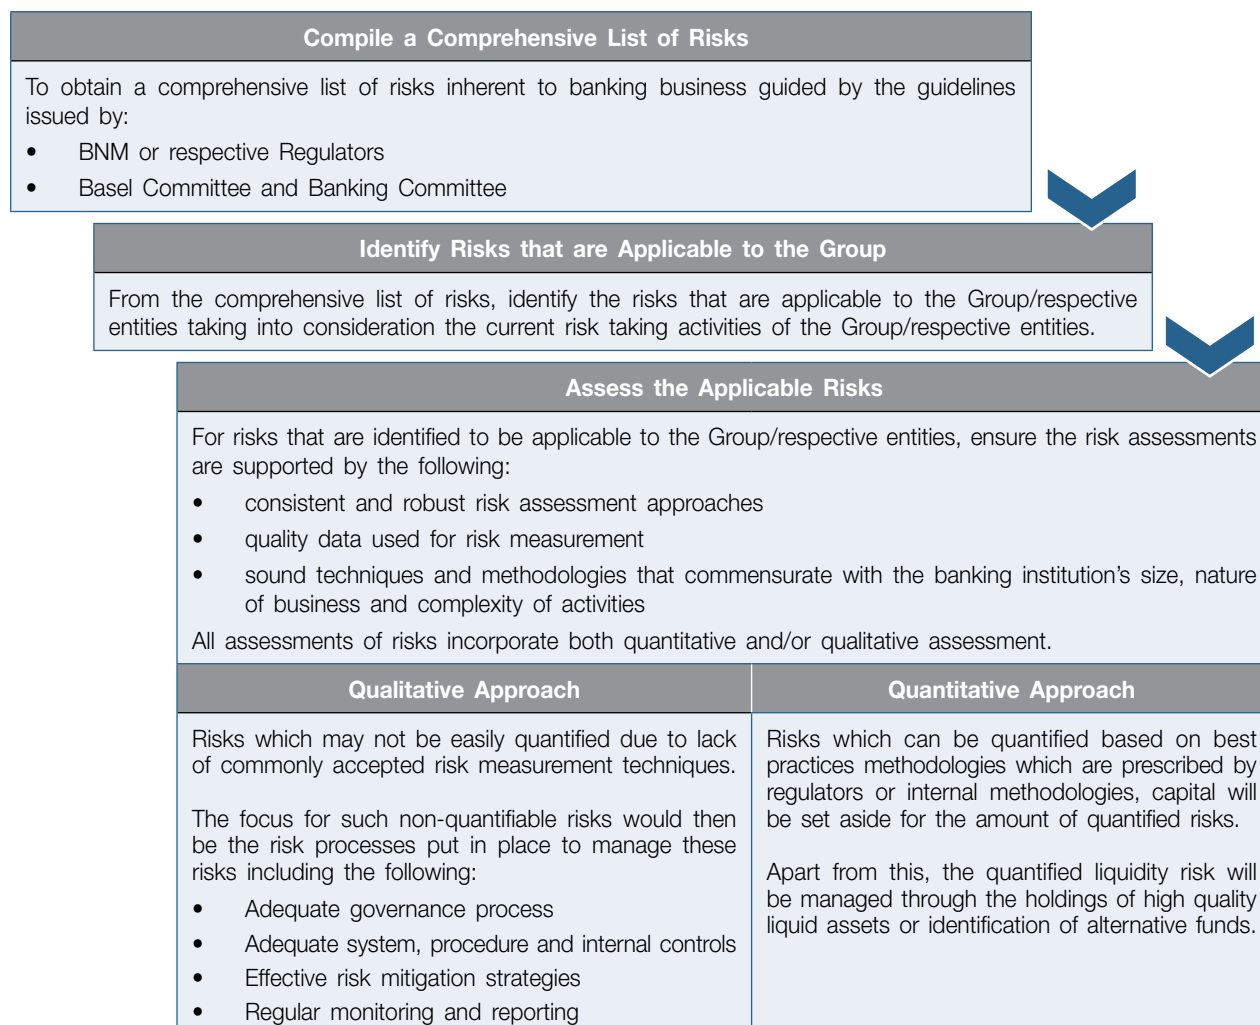 Compile a Comprehensive List of Risks
To obtain a comprehensive list of risks inherent to banking business guided by the guidelines
issued by:
• BNM or respective Regulators
• Basel Committee and Banking Committee
Identify Risks that are Applicable to the Group
From the comprehensive list of risks, identify the risks that are applicable to the Group/respective
entities taking into consideration the current risk taking activities of the Group/respective entities.
Assess the Applicable Risks
For risks that are identified to be applicable to the Group/respective entities, ensure the risk assessments
are supported by the following:
• consistent and robust risk assessment approaches
• quality data used for risk measurement
• sound techniques and methodologies that commensurate with the banking institution's size, nature
of business and complexity of activities
All assessments of risks incorporate both quantitative and/or qualitative assessment.
Qualitative Approach
Risks which may not be easily quantified due to lack
of commonly accepted risk measurement techniques.
The focus for such non-quantifiable risks would then
be the risk processes put in place to manage these
risks including the following:
• Adequate governance process
• Adequate system, procedure and internal controls
• Effective risk mitigation strategies
• Regular monitoring and reporting
Quantitative Approach
Risks which can be quantified based on best
practices methodologies which are prescribed by
regulators or internal methodologies, capital will
be set aside for the amount of quantified risks.
Apart from this, the quantified liquidity risk will
be managed through the holdings of high quality
liquid assets or identification of alternative funds.